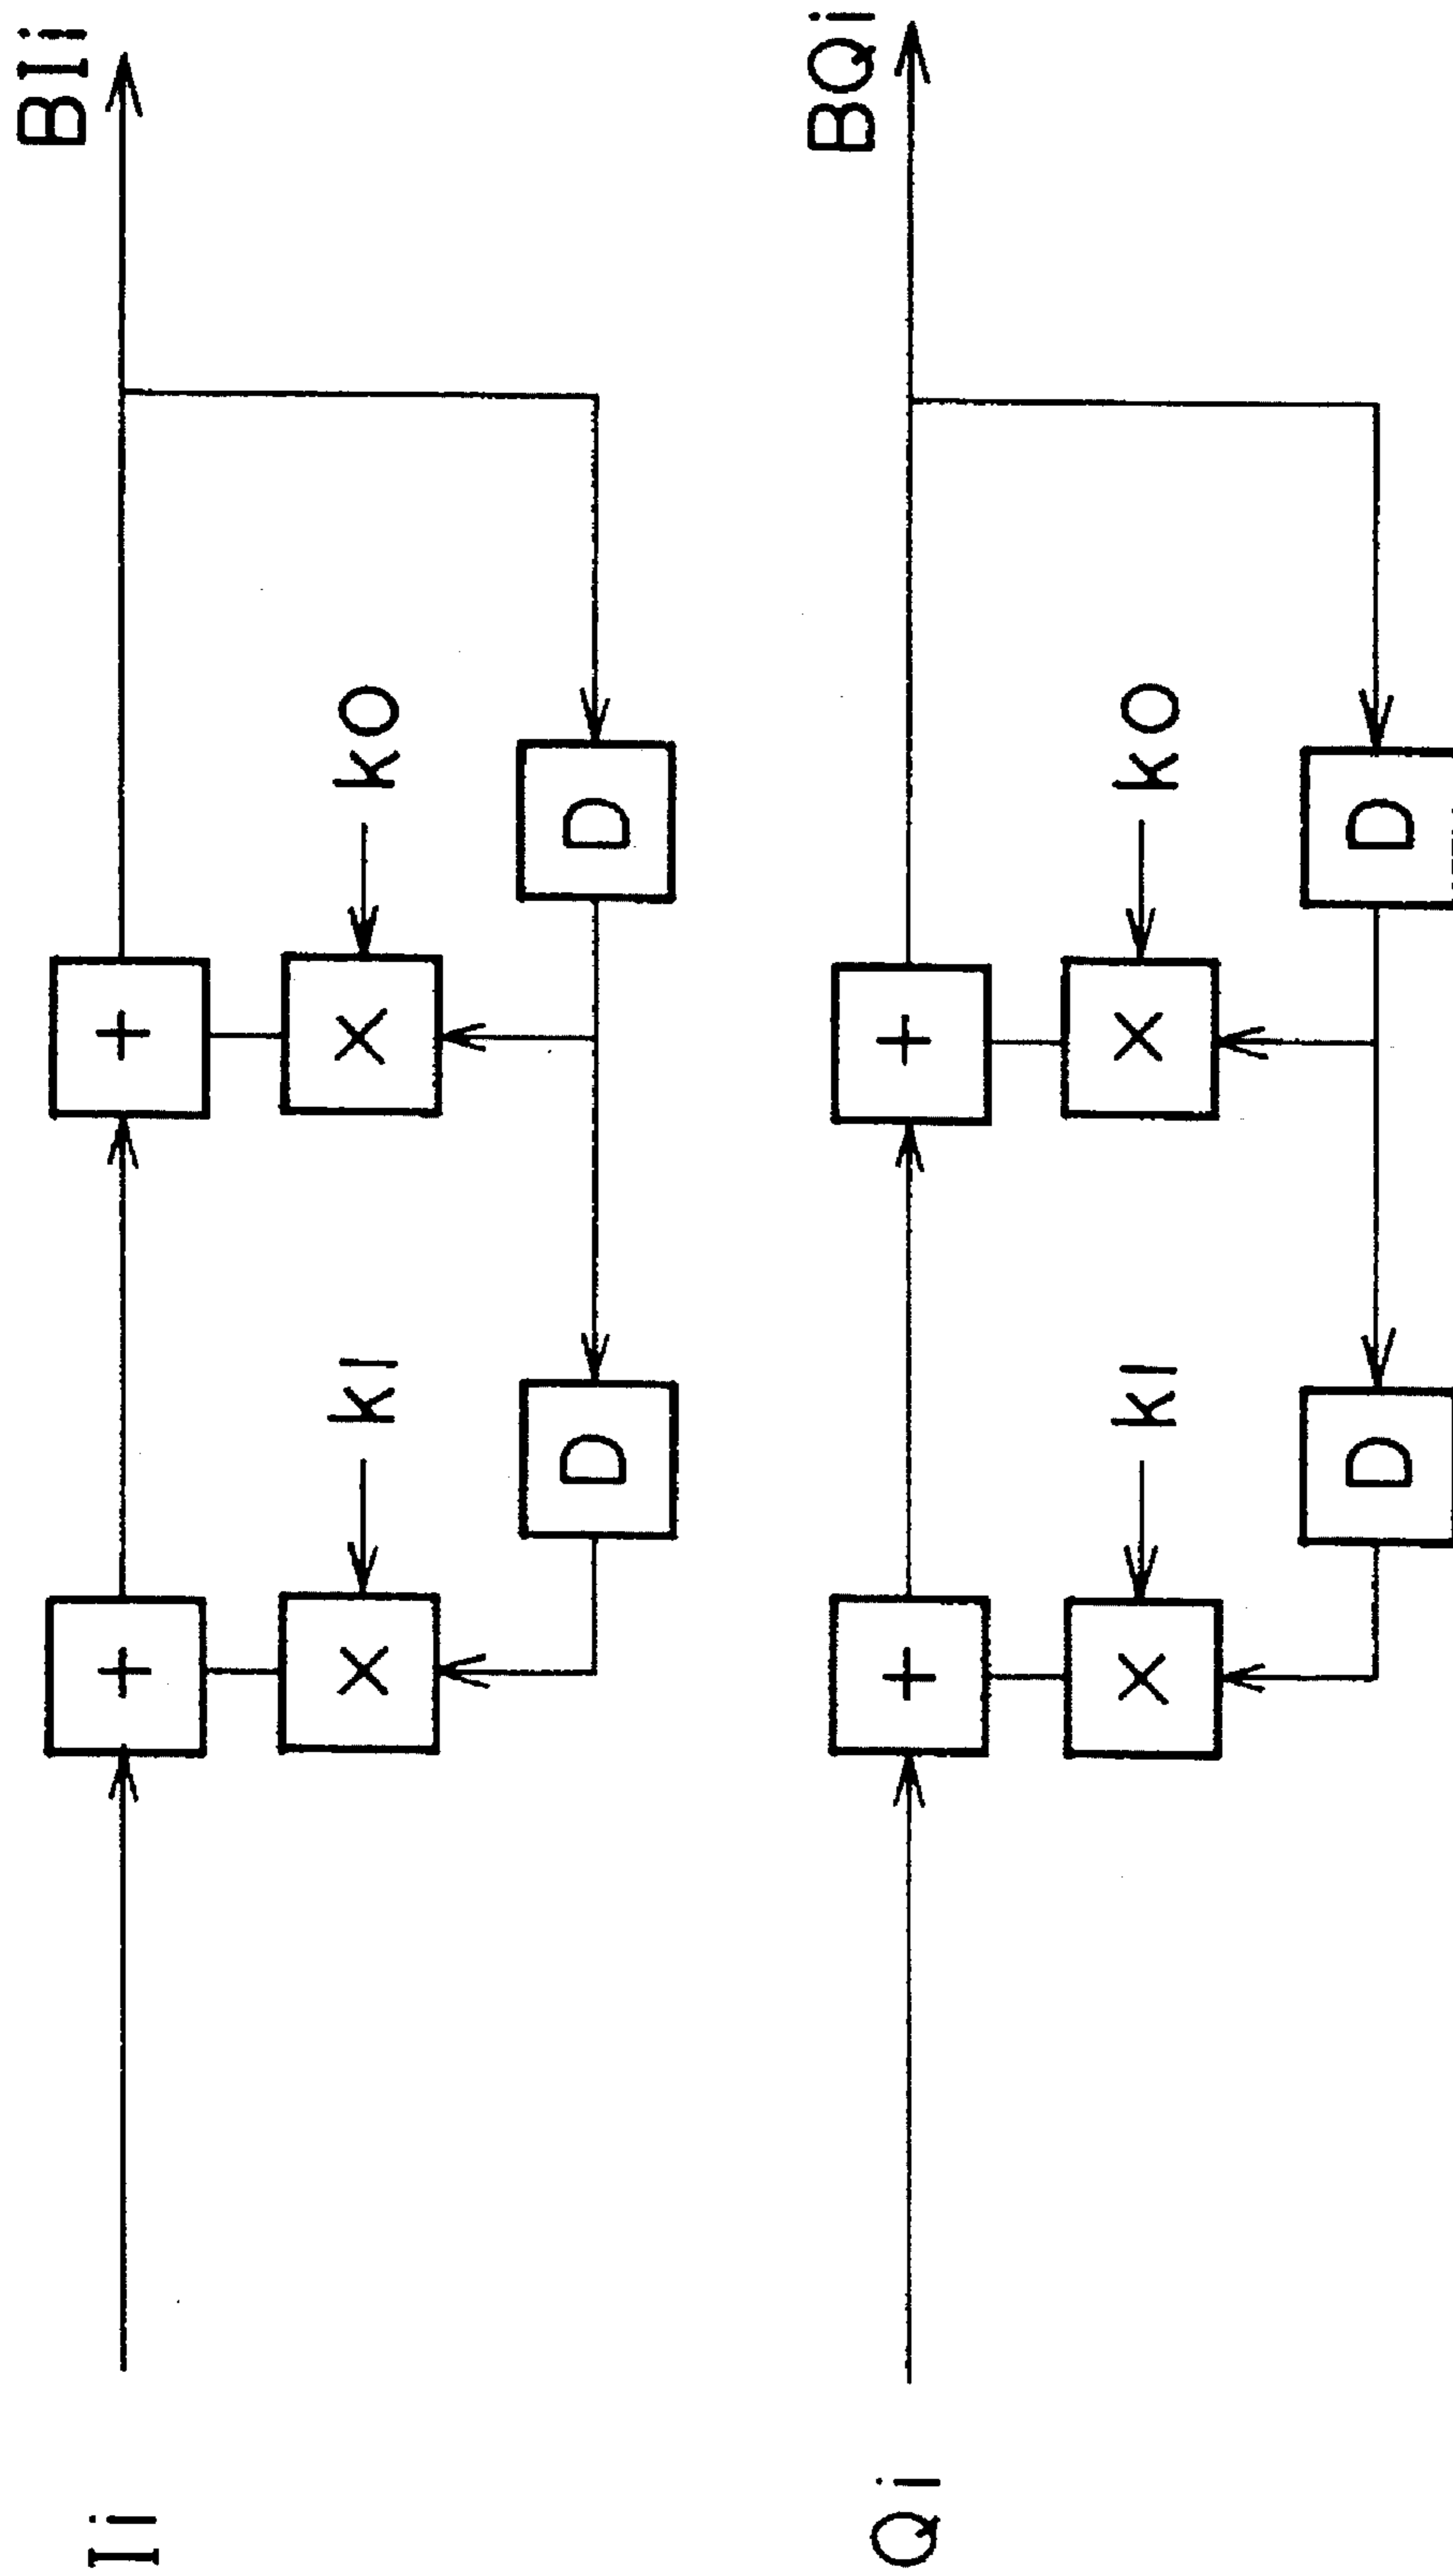 Ii
+
+
BIi
×
k1
×
k0
D
D
Qi
+
+
BQi
×
k1
×
k0
D
D